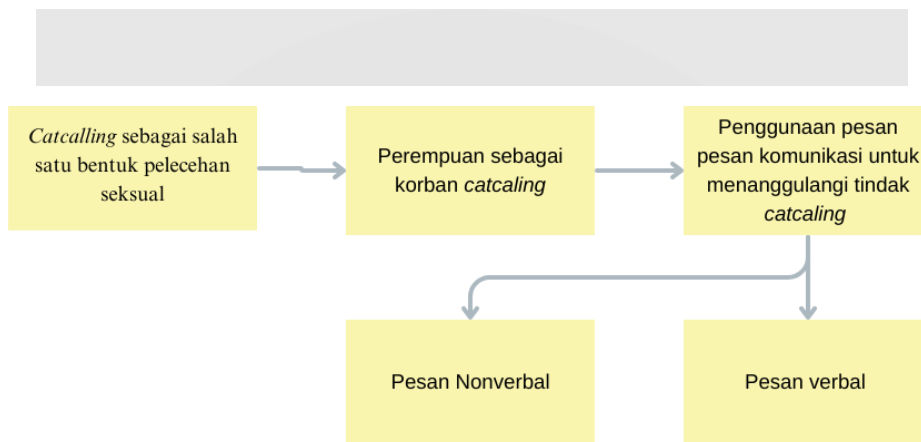 Catcalling sebagai salah
satu bentuk pelecehan
seksual
Perempuan sebagai
korban catcaling
Penggunaan pesan
pesan komunikasi untuk
menanggulangi tindak
catcaling
Pesan Nonverbal
Pesan verbal